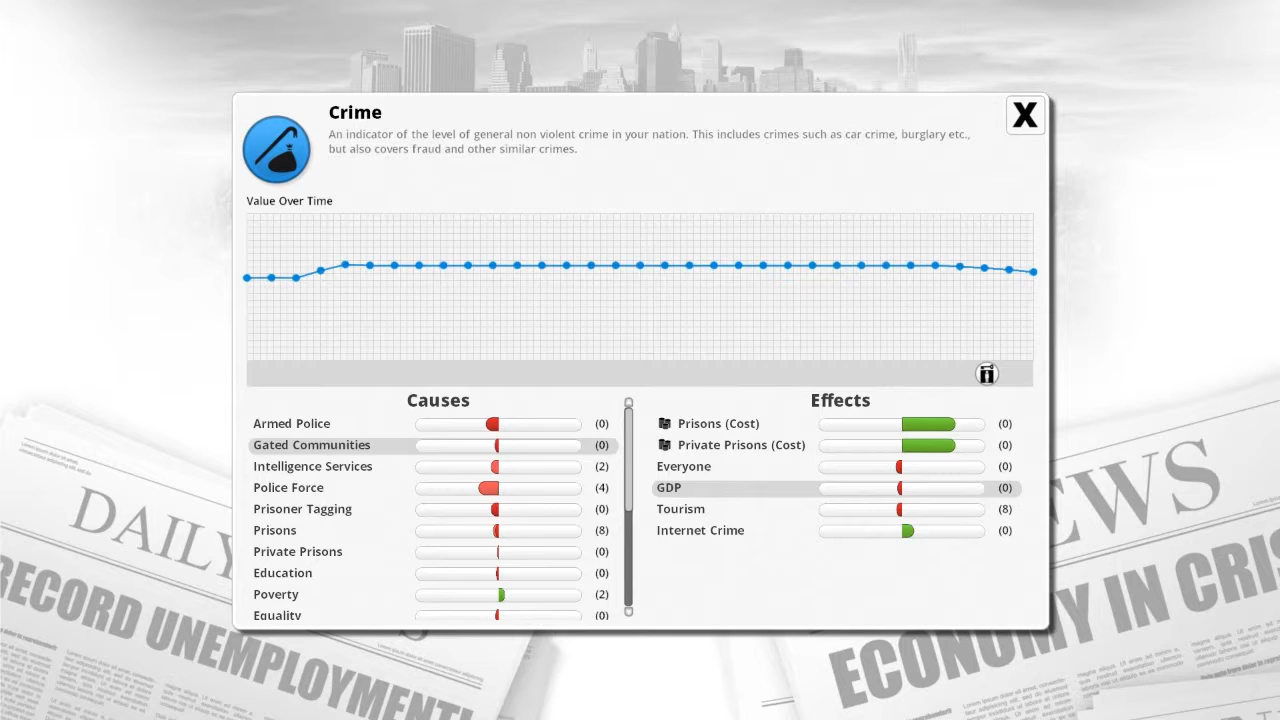 Crime
An indicator of the level of general non violent crime in your nation. This includes crimes such as car crime, burglary etc.,
but also covers fraud and other similar crimes.
X
Value Over Time
Causes
Armed Police (0)
Gated Communities (0)
Intelligence Services (2)
Police Force (4)
Prisoner Tagging (0)
Prisons (8)
Private Prisons (0)
Education (0)
Poverty (2)
Equality (0)
Effects
Prisons (Cost) (0)
Private Prisons (Cost) (0)
Everyone (0)
GDP (0)
Tourism (8)
Internet Crime (0)
DAILY
RECORD UNEMPLOYMENT!
ECONOMY IN CRIS